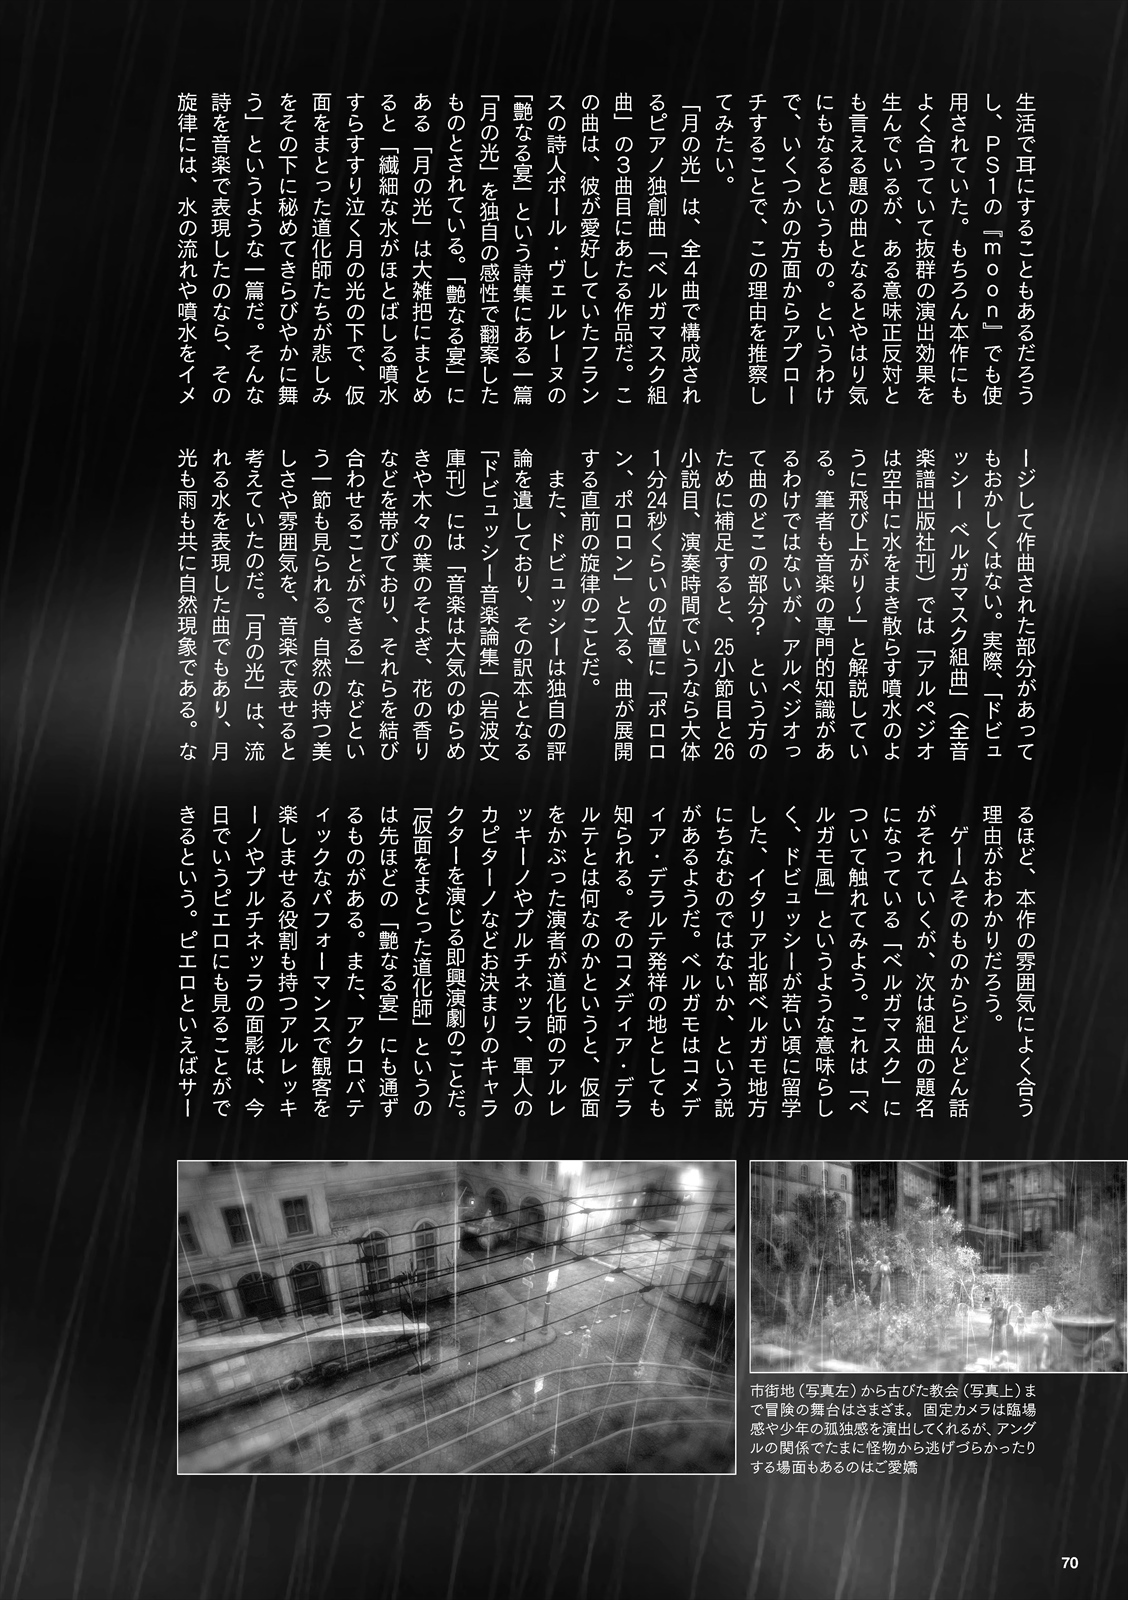 生活で耳にすることもあるだろう
し、PS1の『moon』でも使
用されていた。もちろん本作にも
よく合っていて抜群の演出効果を
生んでいるが、ある意味正反対と
も言える題の曲となるとやはり気
にもなるというもの。というわけ
で、いくつかの方面からアプロー
チすることで、この理由を推察し
てみたい。
「月の光」は、全4曲で構成され
るピアノ独創曲「ベルガマスク組
曲」の3曲目にあたる作品だ。こ
の曲は、彼が愛好していたフラン
スの詩人ポール・ヴェルレーヌの
「艶なる宴」という詩集にある一篇
「月の光」を独自の感性で翻案した
ものとされている。「艶なる宴」に
ある「月の光」は大雑把にまとめ
ると「繊細な水がほとばしる噴水
すらすすり泣く月の光の下で、仮
面をまとった道化師たちが悲しみ
をその下に秘めてきらびやかに舞
う」というような一篇だ。そんな
詩を音楽で表現したのなら、その
旋律には、水の流れや噴水をイメ
ージして作曲された部分があって
もおかしくはない。実際、「ドビュ
ッシー ベルガマスク組曲」（全音
楽譜出版社刊）では「アルペジオ
は空中に水をまき散らす噴水のよ
うに飛び上がり～」と解説してい
る。筆者も音楽の専門的知識があ
るわけではないが、アルペジオっ
て曲のどこの部分？ という方の
ために補足すると、25小節目と26
小説目、演奏時間でいうなら大体
1分24秒くらいの位置に「ポロロ
ン、ポロロン」と入る、曲が展開
する直前の旋律のことだ。
また、ドビュッシーは独自の評
論を遺しており、その訳本となる
「ドビュッシー音楽論集」（岩波文
庫刊）には「音楽は大気のゆらめ
きや木々の葉のそよぎ、花の香り
などを帯びており、それらを結び
合わせることができる」などとい
う一節も見られる。自然の持つ美
しさや雰囲気を、音楽で表せると
考えていたのだ。「月の光」は、流
れる水を表現した曲でもあり、月
光も雨も共に自然現象である。な
るほど、本作の雰囲気によく合う
理由がおわかりだろう。
ゲームそのものからどんどん話
がそれていくが、次は組曲の題名
になっている「ベルガマスク」に
ついて触れてみよう。これは「ベ
ルガモ風」というような意味らし
く、ドビュッシーが若い頃に留学
した、イタリア北部ベルガモ地方
にちなむのではないか、という説
があるようだ。ベルガモはコメデ
ィア・デラルテ発祥の地としても
知られる。そのコメディア・デラ
ルテとは何なのかというと、仮面
をかぶった演者が道化師のアルレ
ッキーノやプルチネッラ、軍人の
カピターノなどお決まりのキャラ
クターを演じる即興演劇のことだ。
「仮面をまとった道化師」というの
は先ほどの「艶なる宴」にも通ず
るものがある。また、アクロバテ
ィックなパフォーマンスで観客を
楽しませる役割も持つアルレッキ
ーノやプルチネッラの面影は、今
日でいうピエロにも見ることがで
きるという。ピエロといえばサー
市街地（写真左）から古びた教会（写真上）ま
で冒険の舞台はさまざま。 固定カメラは臨場
感や少年の孤独感を演出してくれるが、アング
ルの関係でたまに怪物から逃げづらかったり
する場面もあるのはご愛嬌
70